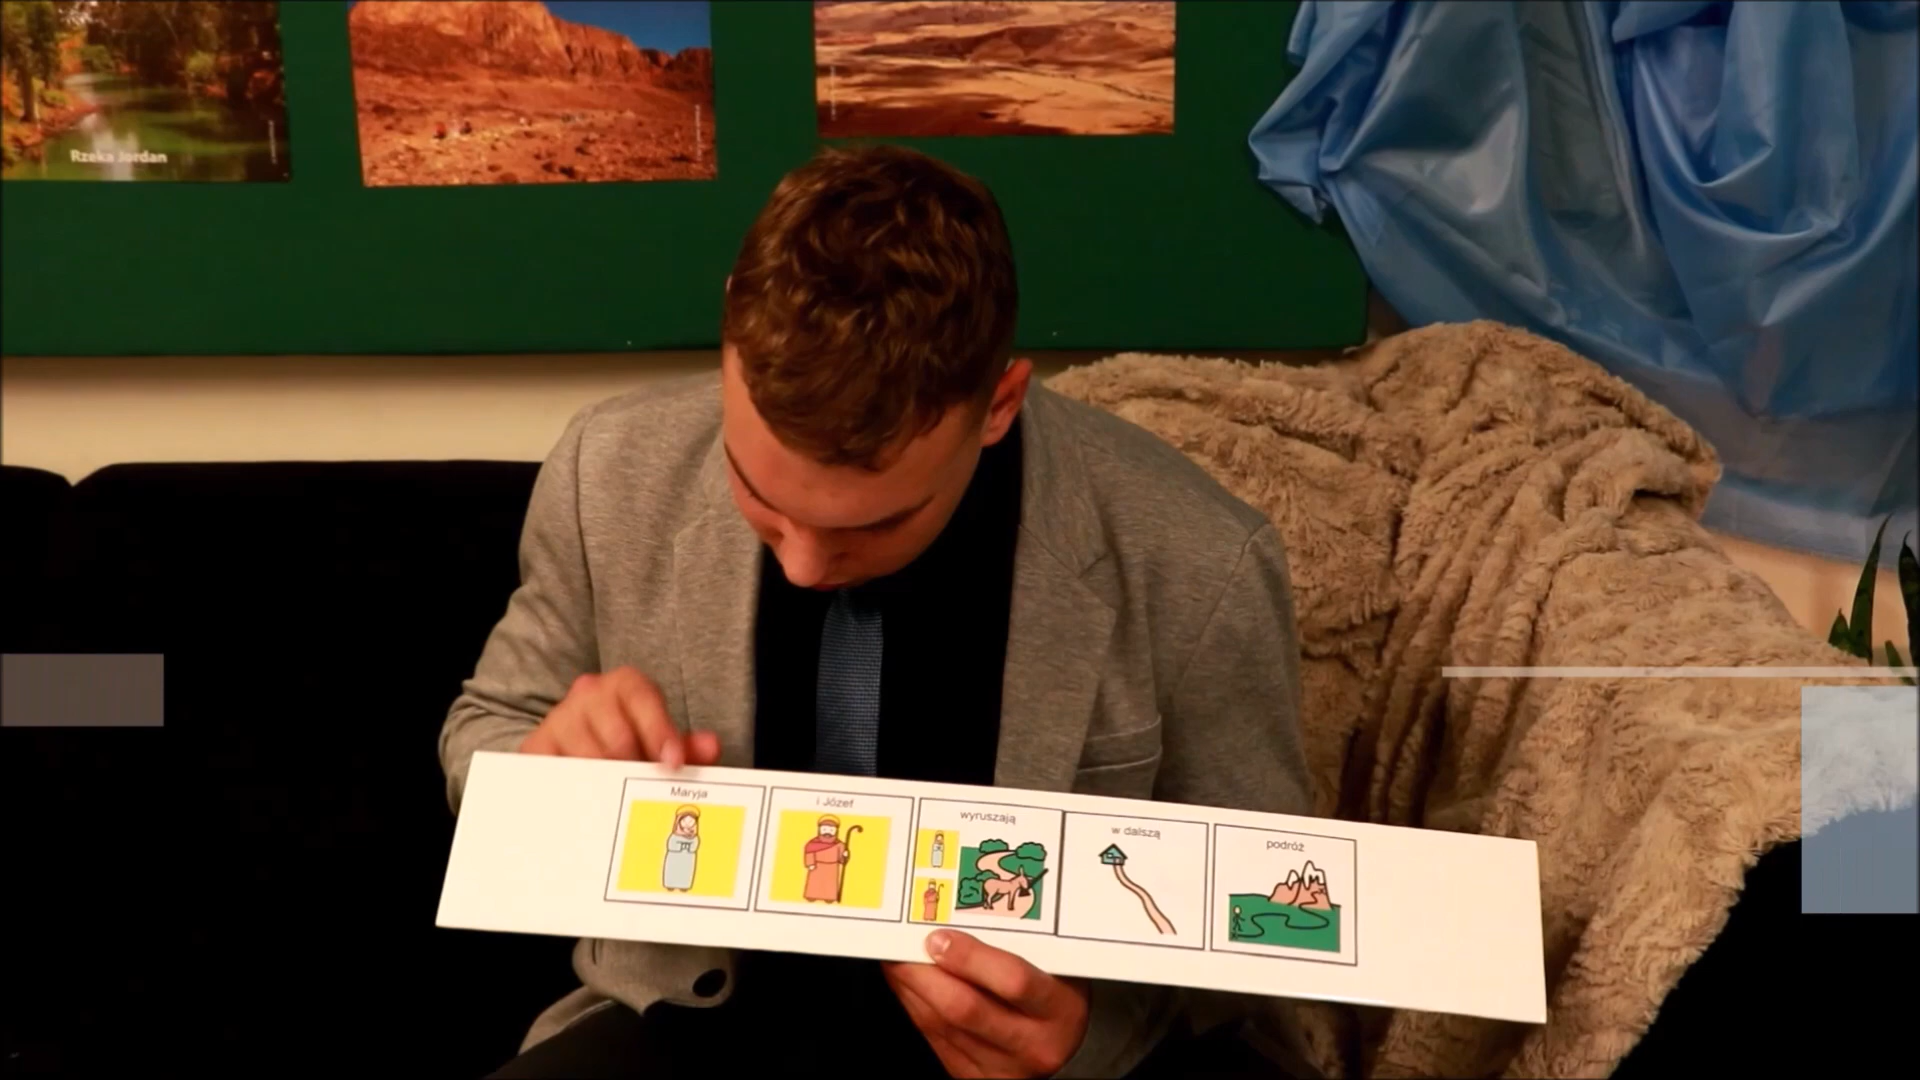 Rzeka Jordan
Maryja
i Józef
wyruszają
w dalszą
podróż